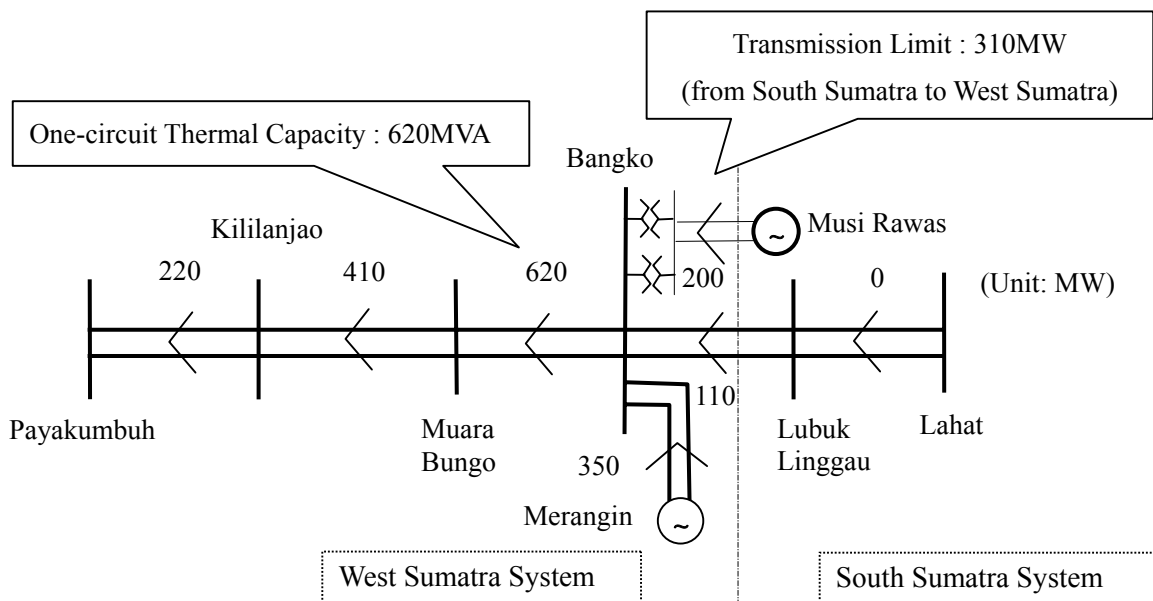 Transmission Limit : 310MW
(from South Sumatra to West Sumatra)
One-circuit Thermal Capacity : 620MVA
Bangko
Kililanjao
~
Musi Rawas
220
410
620
200
0
(Unit: MW)
110
Payakumbuh
Muara
Bungo
Lubuk
Linggau
Lahat
350
Merangin
~
West Sumatra System
South Sumatra System